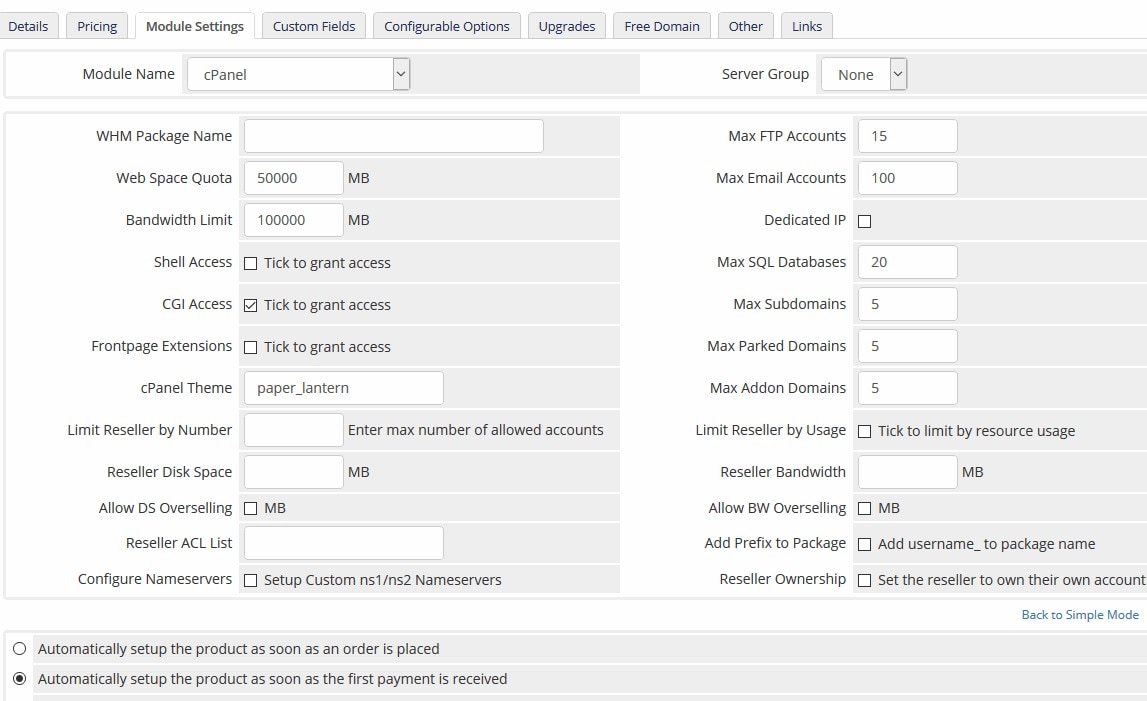 Details Pricing Module Settings Custom Fields Configurable Options Upgrades Free Domain Other Links
Module Name cPanel Server Group None
WHM Package Name Max FTP Accounts 15
Web Space Quota 50000 MB Max Email Accounts 100
Bandwidth Limit 100000 MB Dedicated IP
Shell Access Tick to grant access Max SQL Databases 20
CGI Access Tick to grant access Max Subdomains 5
Frontpage Extensions Tick to grant access Max Parked Domains 5
cPanel Theme paper_lantern Max Addon Domains 5
Limit Reseller by Number Enter max number of allowed accounts Limit Reseller by Usage Tick to limit by resource usage
Reseller Disk Space MB Reseller Bandwidth MB
Allow DS Overselling MB Allow BW Overselling MB
Reseller ACL List Add Prefix to Package Add username_ to package name
Configure Nameservers Setup Custom ns1/ns2 Nameservers Reseller Ownership Set the reseller to own their own account
Back to Simple Mode
Automatically setup the product as soon as an order is placed
Automatically setup the product as soon as the first payment is received